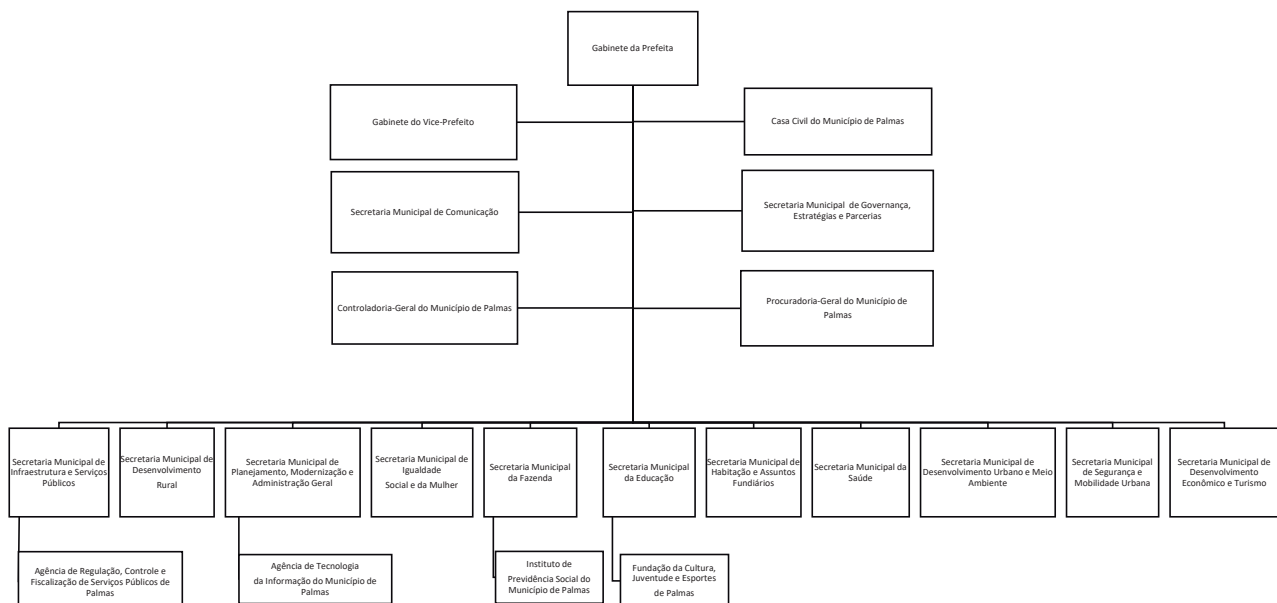 Gabinete da Prefeita
Gabinete do Vice-Prefeito
Casa Civil do Município de Palmas
Secretaria Municipal de Comunicação
Secretaria Municipal de Governança,
Estratégias e Parcerias
Controladoria-Geral do Município de Palmas
Procuradoria-Geral do Município de
Palmas
Secretaria Municipal de
Infraestrutura e Serviços
Públicos
Secretaria Municipal de
Desenvolvimento
Rural
Secretaria Municipal de
Planejamento, Modernização e
Administração Geral
Secretaria Municipal de
Igualdade
Social e da Mulher
Secretaria Municipal
da Fazenda
Secretaria Municipal
da Educação
Secretaria Municipal de
Habitação e Assuntos
Fundiários
Secretaria Municipal da
Saúde
Secretaria Municipal de
Desenvolvimento Urbano e Meio
Ambiente
Secretaria Municipal
de Segurança e
Mobilidade Urbana
Secretaria Municipal de
Desenvolvimento
Econômico e Turismo
Agência de Regulação, Controle e
Fiscalização de Serviços Públicos de
Palmas
Agência de Tecnologia
da Informação do Município de
Palmas
Instituto de
Previdência Social do
Município de Palmas
Fundação da Cultura,
Juventude e Esportes
de Palmas